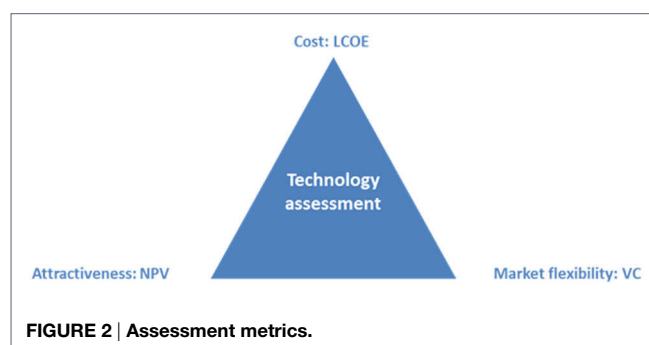 Cost: LCOE
Technology
assessment
Attractiveness: NPV
Market flexibility: VC
FIGURE 2 | Assessment metrics.